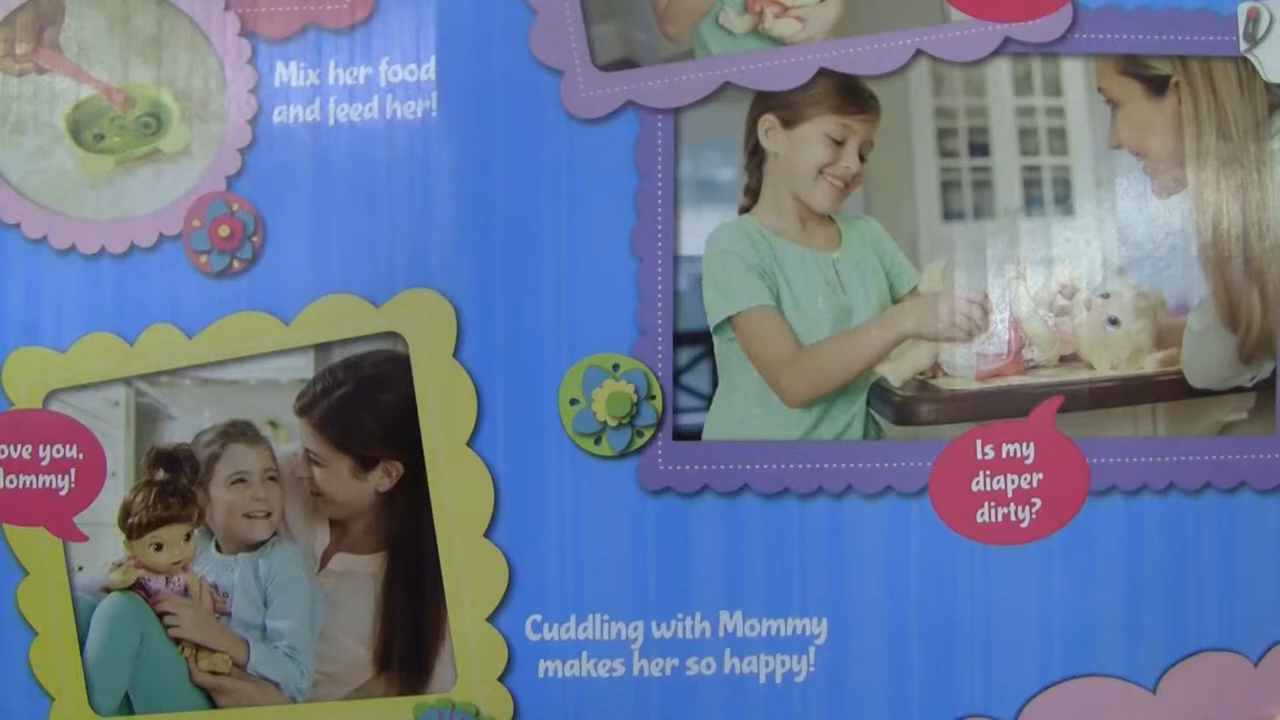 Mix her food
and feed her!
ove you,
ommy!
Is my
diaper
dirty?
Cuddling with Mommy
makes her so happy!